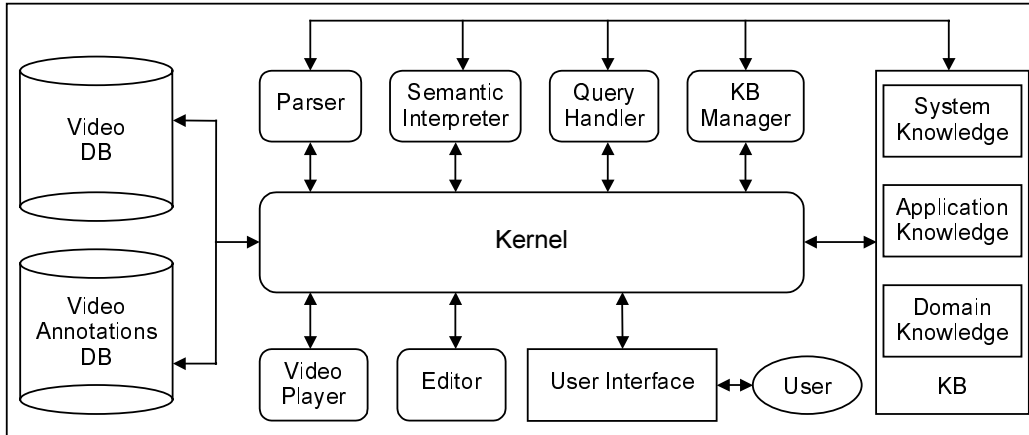 Video
DB
Video
Annotations
DB
Parser
Semantic
Interpreter
Query
Handler
KB
Manager
Kernel
Video
Player
Editor
User Interface
User
System
Knowledge
Application
Knowledge
Domain
Knowledge
KB